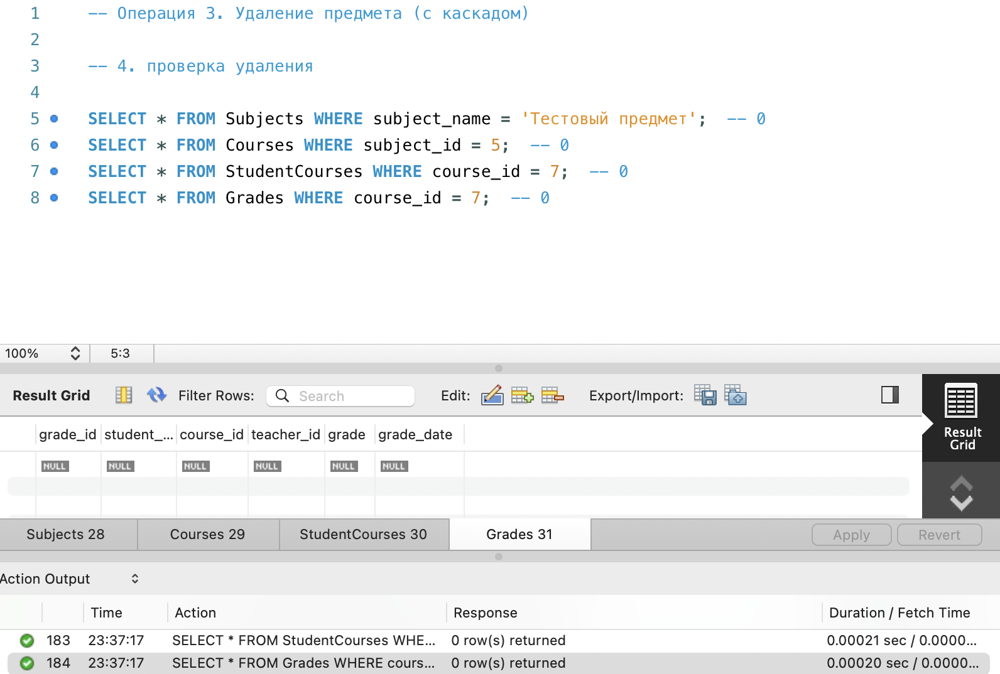 1 -- Операция 3. Удаление предмета (с каскадом)
2
3 -- 4. проверка удаления
4
5 SELECT * FROM Subjects WHERE subject_name = 'Тестовый предмет'; -- 0
6 SELECT * FROM Courses WHERE subject_id = 5; -- 0
7 SELECT * FROM StudentCourses WHERE course_id = 7; -- 0
8 SELECT * FROM Grades WHERE course_id = 7; -- 0
100% 5:3
Result Grid Filter Rows: Search Edit: Export/Import:
Result
Grid
grade_id student_... course_id teacher_id grade grade_date
NULL NULL NULL NULL NULL NULL
Subjects 28 Courses 29 StudentCourses 30 Grades 31 Apply Revert
Action Output
Time Action Response Duration / Fetch Time
183 23:37:17 SELECT * FROM StudentCourses WHE... 0 row(s) returned 0.00021 sec / 0.0000...
184 23:37:17 SELECT * FROM Grades WHERE cours... 0 row(s) returned 0.00020 sec / 0.0000...